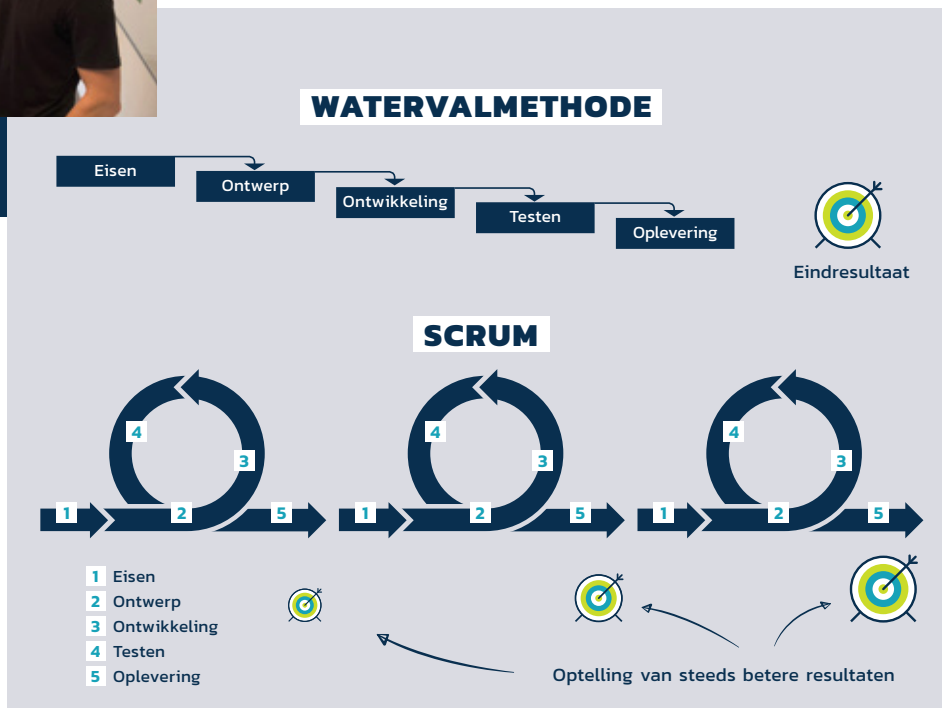 WATERVALMETHODE
Eisen
Ontwerp
Ontwikkeling
Testen
Oplevering
Eindresultaat
SCRUM
4
3
1
2
5
4
3
1
2
5
4
3
1
2
5
1 Eisen
2 Ontwerp
3 Ontwikkeling
4 Testen
5 Oplevering
Optelling van steeds betere resultaten